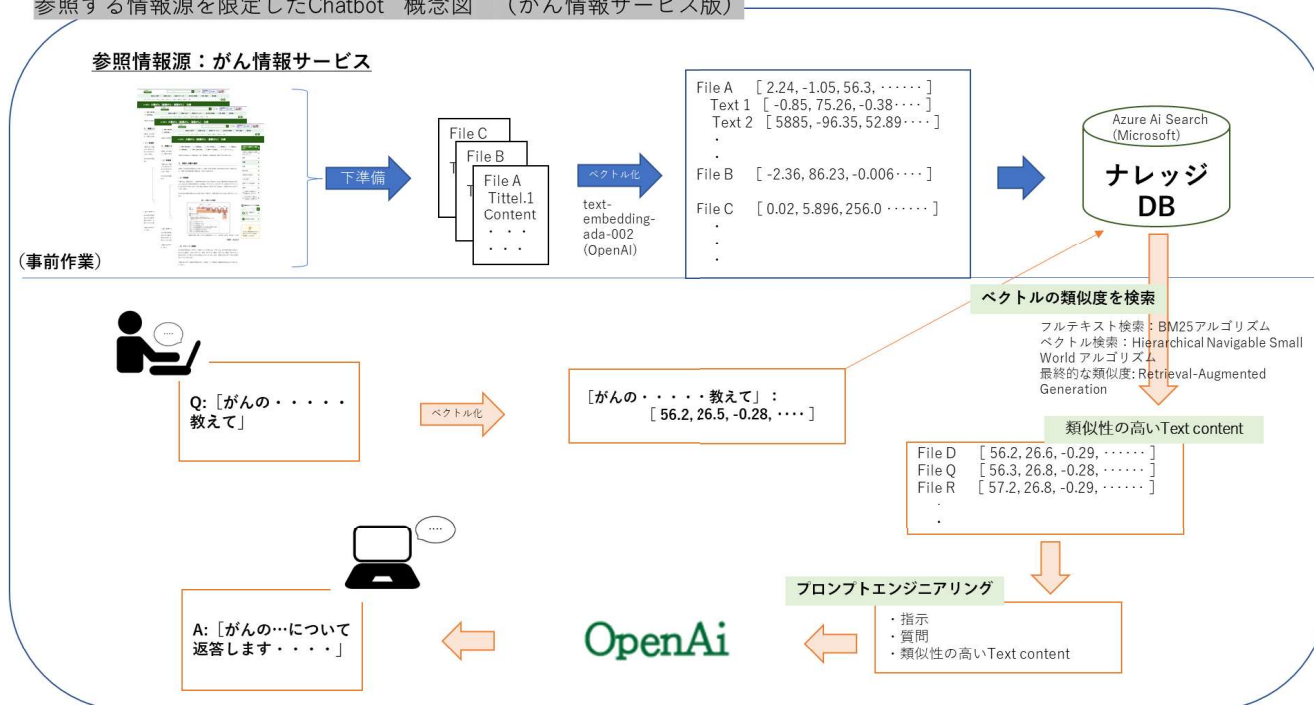 参照する情報源を限定したChatbot　概念図　（がん情報サービス版）
参照情報源：がん情報サービス
下準備
File C
File B
File A
Tittel.1
Content
・ ・ ・
・ ・ ・
ベクトル化
text-
embedding-
ada-002
(OpenAI)
File A ［ 2.24, -1.05, 56.3, ・・・・・・ ］
Text 1 ［ -0.85, 75.26, -0.38・・・・ ］
Text 2 ［ 5885, -96.35, 52.89・・・・ ］
・
・
File B ［ -2.36, 86.23, -0.006・・・・ ］
File C ［ 0.02, 5.896, 256.0 ・・・・・・ ］
・
・
・
Azure Ai Search
(Microsoft)
ナレッジ
DB
（事前作業）
ベクトルの類似度を検索
フルテキスト検索：BM25アルゴリズム
ベクトル検索：Hierarchical Navigable Small
World アルゴリズム
最終的な類似度: Retrieval-Augmented
Generation
・・・・
Q:［がんの・・・・・
教えて」
ベクトル化
［がんの・・・・・教えて」：
［ 56.2, 26.5, -0.28, ・・・・ ］
類似性の高いText content
File D ［ 56.2, 26.6, -0.29, ・・・・・・ ］
File Q ［ 56.3, 26.8, -0.28, ・・・・・・ ］
File R ［ 57.2, 26.8, -0.29, ・・・・・・ ］
・
・
プロンプトエンジニアリング
・指示
・質問
・類似性の高いText content
OpenAi
・・・・
A:［がんの…について
返答します・・・・」